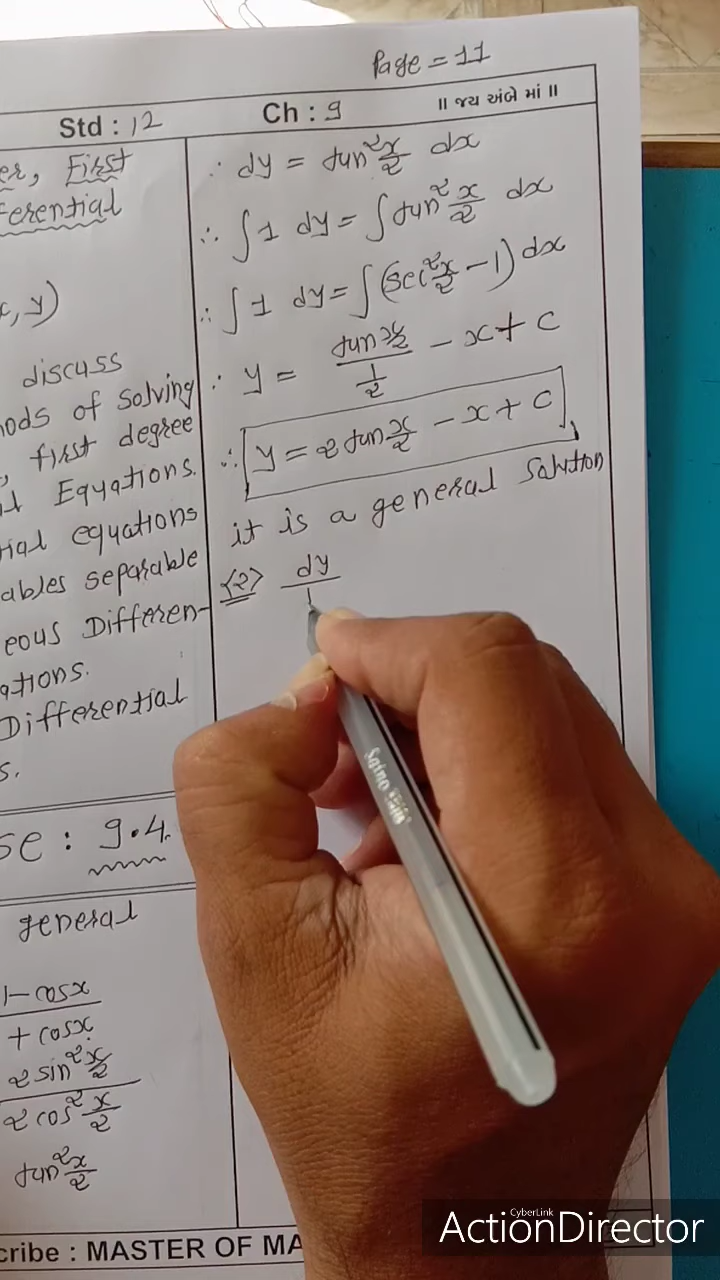 Page = 11
Std : 12 Ch : 9 ॥ જય અંબે માં ॥
er, First
ferential
x, y)
discuss
hods of solving
, first degree
Equations.
tial equations
ables separable
eous Differen-
ations.
Differential
s.
se : 9.4.
general
1 - cosx
+ cosx
2 sin² x/2
2 cos² x/2
tan² x/2
∴ dy = tan² x/2 dx
∴ ∫ 1 dy = ∫ tan² x/2 dx
∴ ∫ 1 dy = ∫ (sec² x/2 - 1) dx
∴ y = tan x/2 / 1/2 - x + c
∴ y = 2 tan x/2 - x + c
it is a general solution
(2) dy
Saino
cribe : MASTER OF MA
CyberLink
ActionDirector